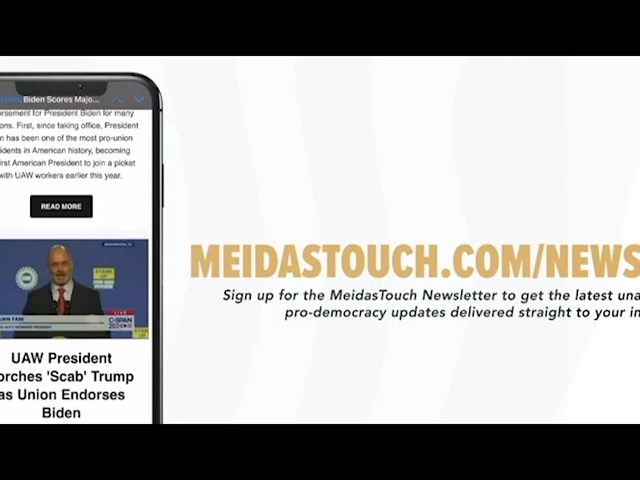 Biden Scores Majo...
orsement for President Biden for many
ons. First, since taking office, President
n has been one of the most pro-union
idents in American history, becoming
irst American President to join a picket
with UAW workers earlier this year.
READ MORE
C-SPAN
LIVE
UAW President
orches 'Scab' Trump
as Union Endorses
Biden
MEIDASTOUCH.COM/NEWS
Sign up for the MeidasTouch Newsletter to get the latest una
pro-democracy updates delivered straight to your in